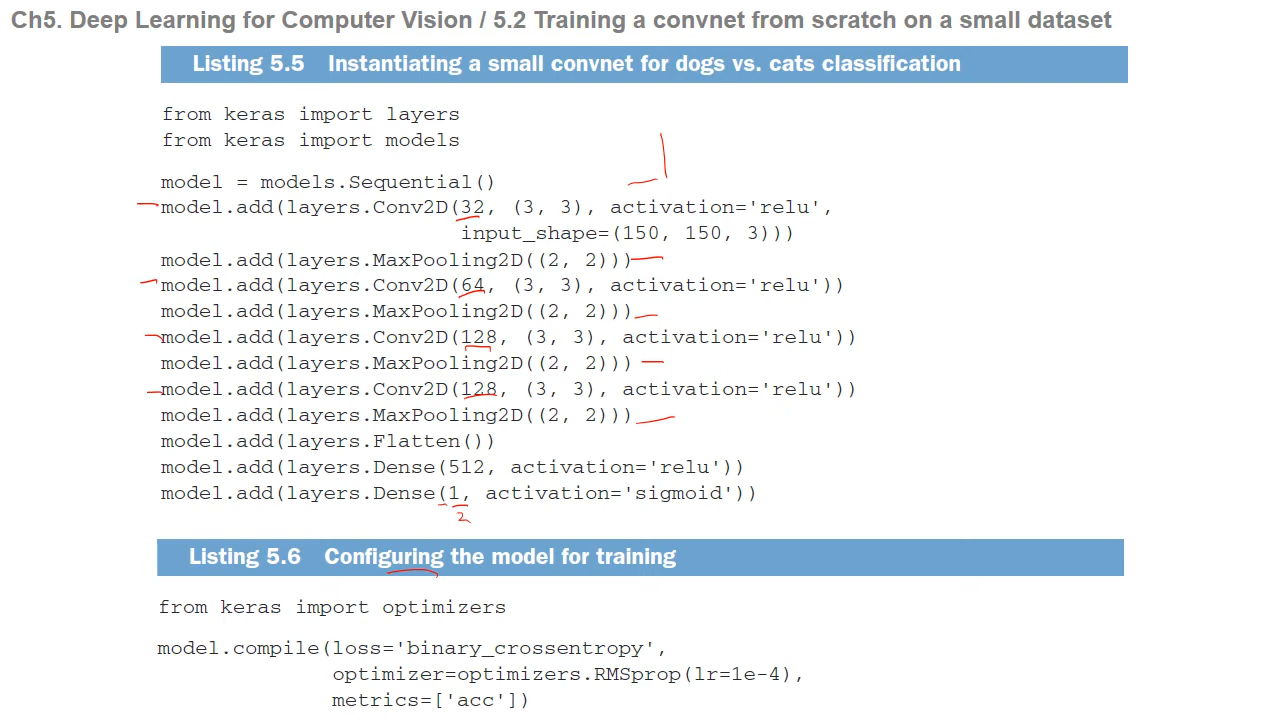 Ch5. Deep Learning for Computer Vision / 5.2 Training a convnet from scratch on a small dataset
Listing 5.5 Instantiating a small convnet for dogs vs. cats classification
from keras import layers
from keras import models
model = models.Sequential()
model.add(layers.Conv2D(32, (3, 3), activation='relu',
input_shape=(150, 150, 3)))
model.add(layers.MaxPooling2D((2, 2)))
model.add(layers.Conv2D(64, (3, 3), activation='relu'))
model.add(layers.MaxPooling2D((2, 2)))
model.add(layers.Conv2D(128, (3, 3), activation='relu'))
model.add(layers.MaxPooling2D((2, 2)))
model.add(layers.Conv2D(128, (3, 3), activation='relu'))
model.add(layers.MaxPooling2D((2, 2)))
model.add(layers.Flatten())
model.add(layers.Dense(512, activation='relu'))
model.add(layers.Dense(1, activation='sigmoid'))
2
Listing 5.6 Configuring the model for training
from keras import optimizers
model.compile(loss='binary_crossentropy',
optimizer=optimizers.RMSprop(lr=1e-4),
metrics=['acc'])